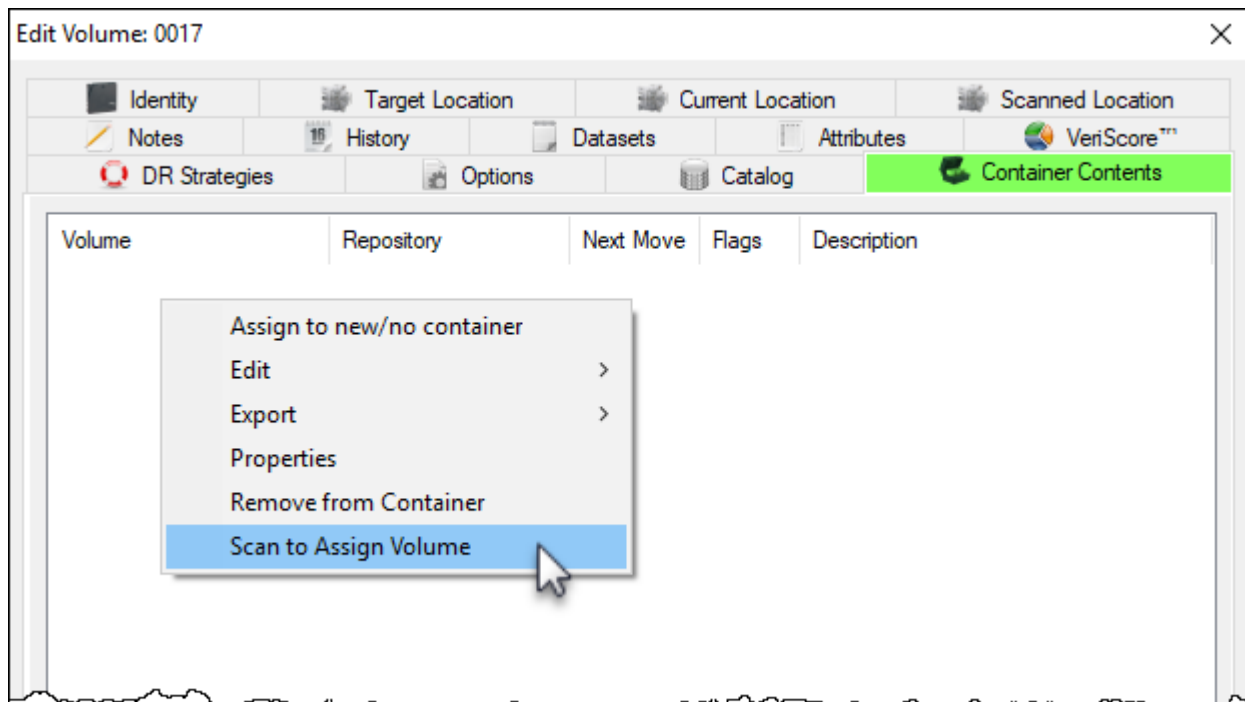 Edit Volume: 0017
Identity Target Location Current Location Scanned Location
Notes 16 History Datasets Attributes VeriScore™
DR Strategies Options Catalog Container Contents
Volume Repository Next Move Flags Description
Assign to new/no container
Edit
Export
Properties
Remove from Container
Scan to Assign Volume